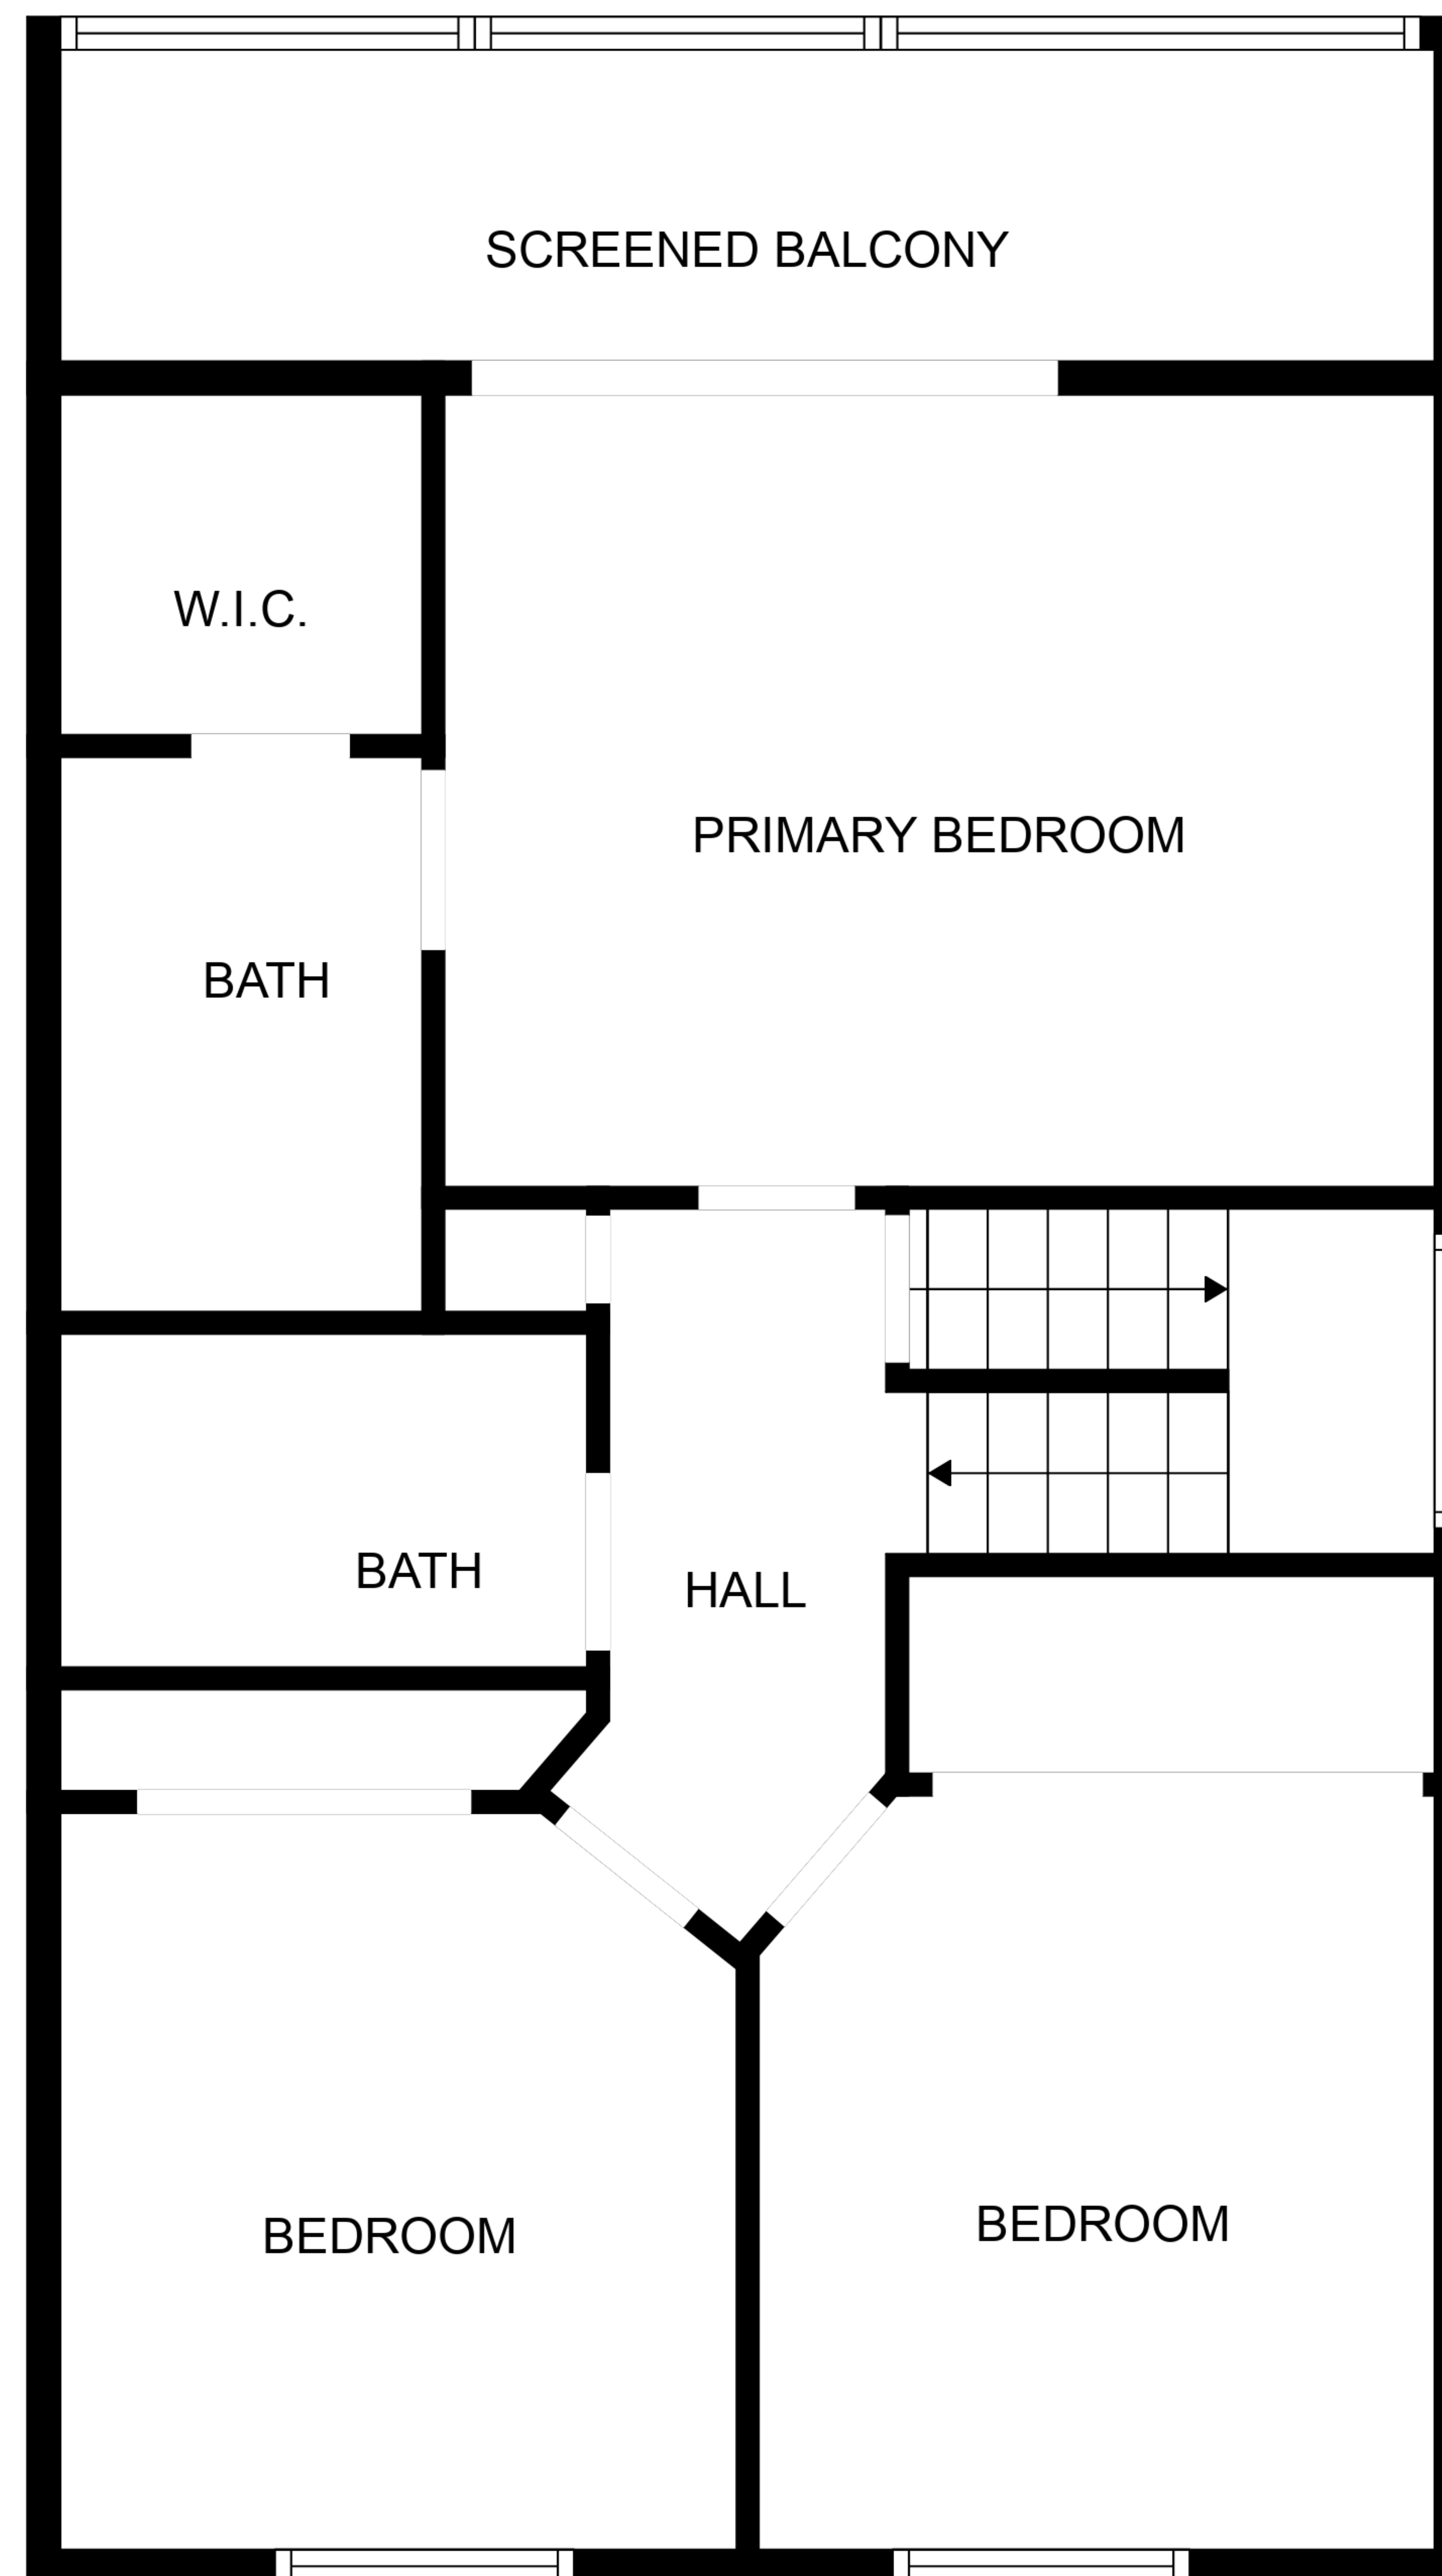 SCREENED BALCONY
W.I.C.
PRIMARY BEDROOM
BATH
BATH
HALL
BEDROOM
BEDROOM